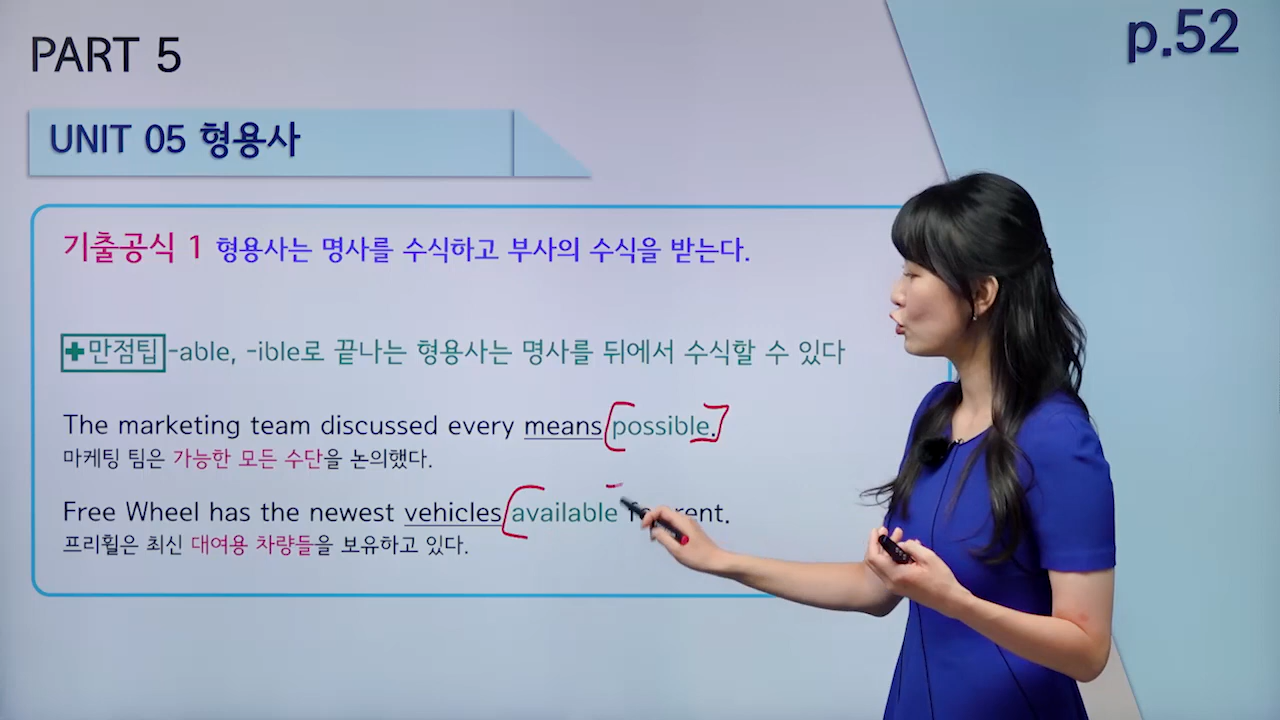 PART 5
p.52
UNIT 05 형용사
기출공식 1 형용사는 명사를 수식하고 부사의 수식을 받는다.
+만점팁 -able, -ible로 끝나는 형용사는 명사를 뒤에서 수식할 수 있다
The marketing team discussed every means possible.
마케팅 팀은 가능한 모든 수단을 논의했다.
Free Wheel has the newest vehicles available for rent.
프리휠은 최신 대여용 차량들을 보유하고 있다.